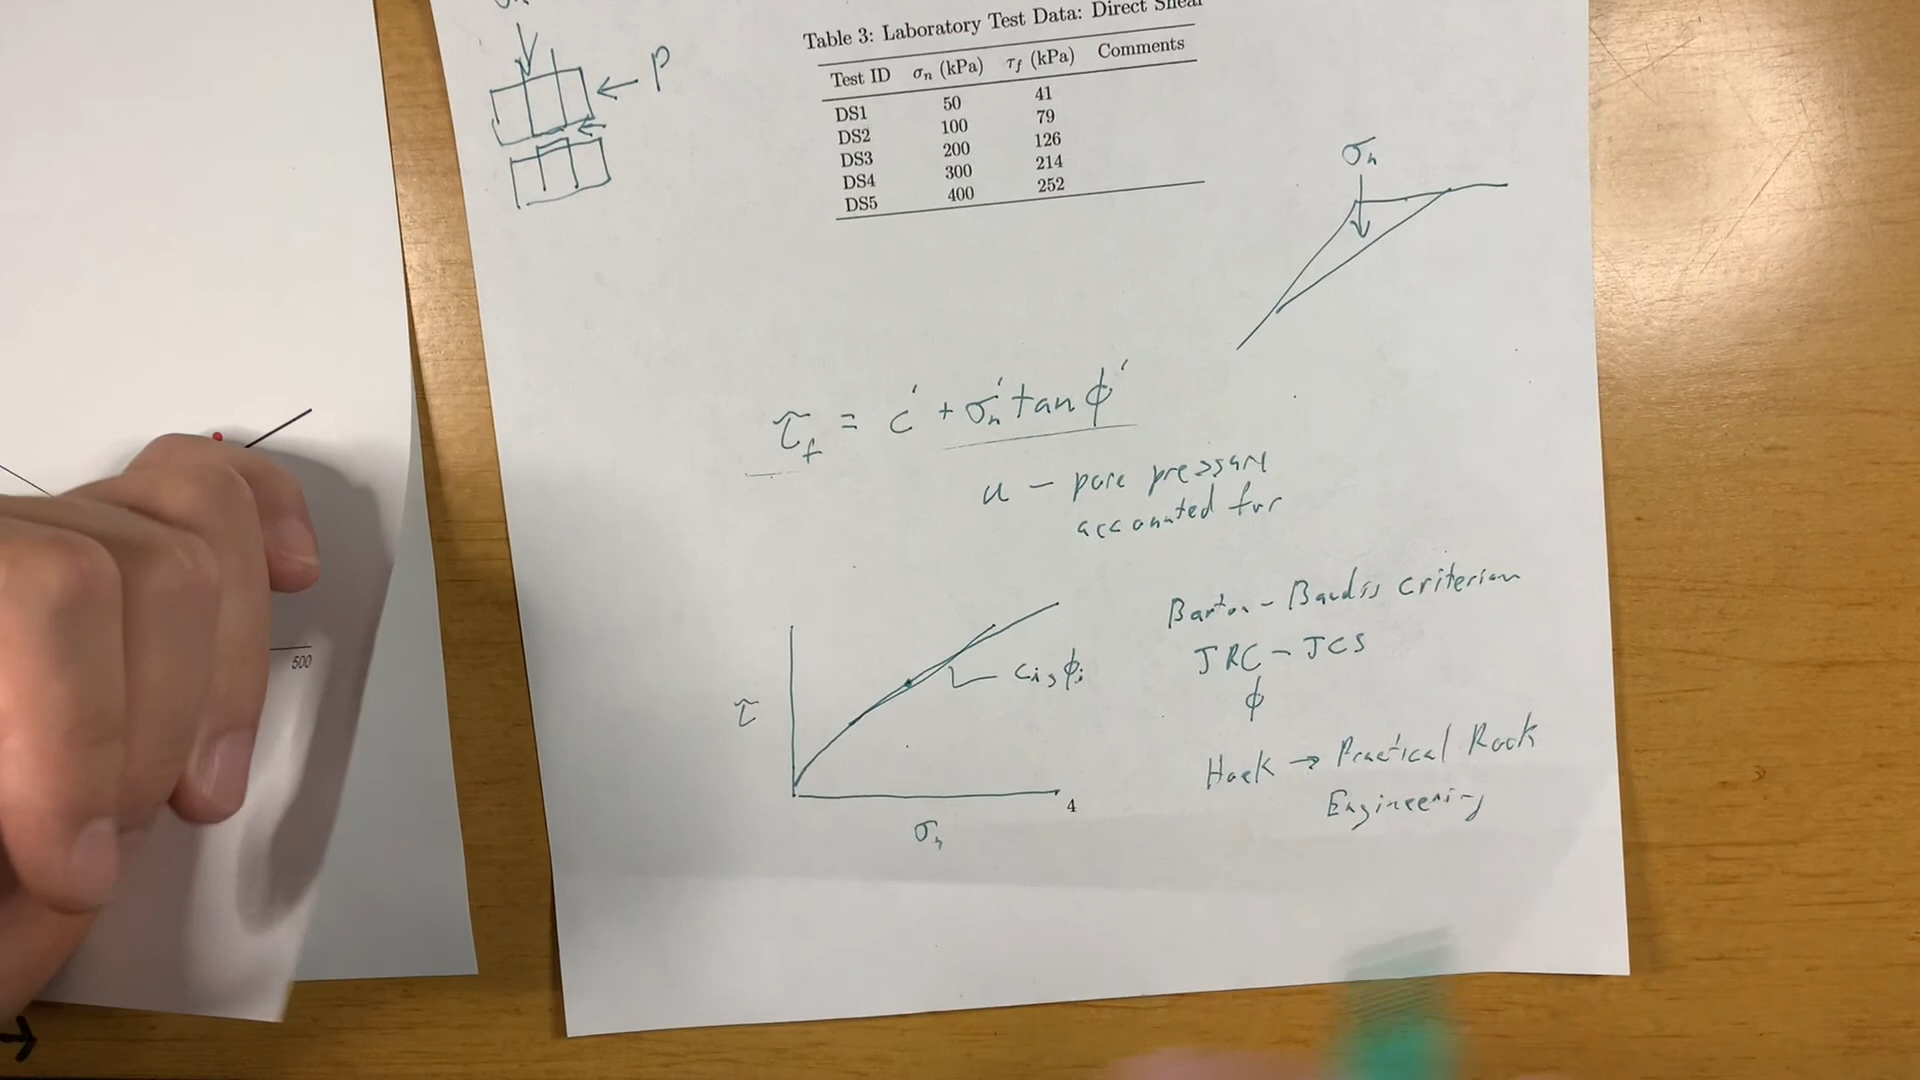 P
Table 3: Laboratory Test Data: Direct Shear
Test ID σn (kPa) τf (kPa) Comments
DS1 50 41
DS2 100 79
DS3 200 126
DS4 300 214
DS5 400 252
σn
τf = c' + σn' tan ϕ'
u - pore pressure
accounted for
Barton - Bandis criterion
JRC - JCS
ϕ
ci, ϕi
τ
500
Hoek → Practical Rock
Engineering
4
σn